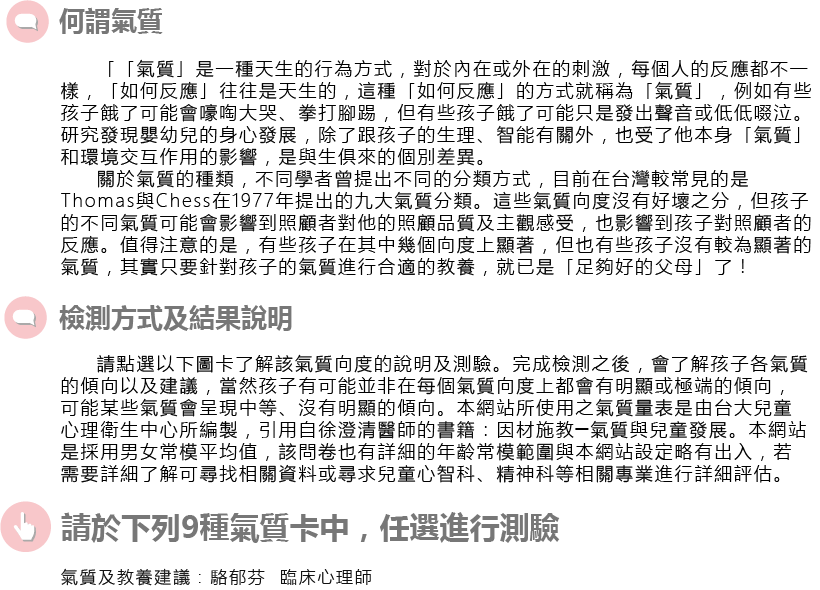 何謂氣質
「「氣質」是一種天生的行為方式，對於內在或外在的刺激，每個人的反應都不一
樣，「如何反應」往往是天生的，這種「如何反應」的方式就稱為「氣質」，例如有些
孩子餓了可能會嚎啕大哭、拳打腳踢，但有些孩子餓了可能只是發出聲音或低低啜泣。
研究發現嬰幼兒的身心發展，除了跟孩子的生理、智能有關外，也受了他本身「氣質」
和環境交互作用的影響，是與生俱來的個別差異。
關於氣質的種類，不同學者曾提出不同的分類方式，目前在台灣較常見的是
Thomas與Chess在1977年提出的九大氣質分類。這些氣質向度沒有好壞之分，但孩子
的不同氣質可能會影響到照顧者對他的照顧品質及主觀感受，也影響到孩子對照顧者的
反應。值得注意的是，有些孩子在其中幾個向度上顯著，但也有些孩子沒有較為顯著的
氣質，其實只要針對孩子的氣質進行合適的教養，就已是「足夠好的父母」了！
檢測方式及結果說明
請點選以下圖卡了解該氣質向度的說明及測驗。完成檢測之後，會了解孩子各氣質
的傾向以及建議，當然孩子有可能並非在每個氣質向度上都會有明顯或極端的傾向，
可能某些氣質會呈現中等、沒有明顯的傾向。本網站所使用之氣質量表是由台大兒童
心理衛生中心所編製，引用自徐澄清醫師的書籍：因材施教─氣質與兒童發展。本網站
是採用男女常模平均值，該問卷也有詳細的年齡常模範圍與本網站設定略有出入，若
需要詳細了解可尋找相關資料或尋求兒童心智科、精神科等相關專業進行詳細評估。
請於下列9種氣質卡中，任選進行測驗
氣質及教養建議：駱郁芬 臨床心理師